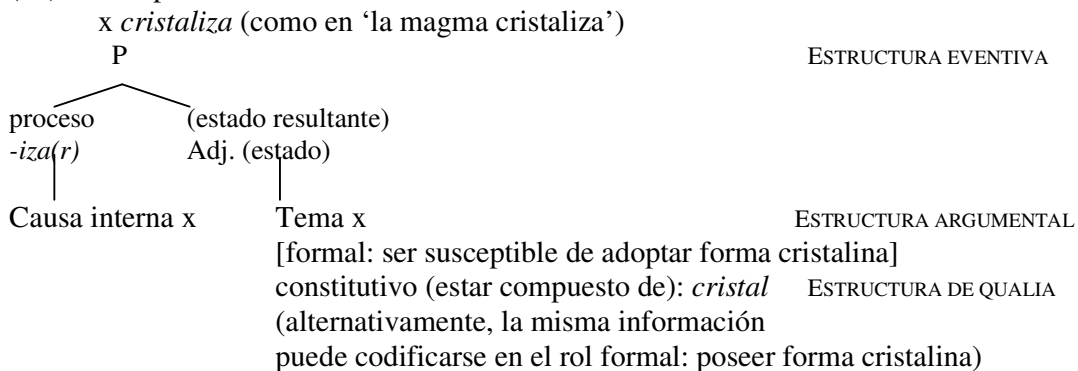 x cristaliza (como en ‘la magma cristaliza’)
P ESTRUCTURA EVENTIVA
proceso (estado resultante)
-iza(r) Adj. (estado)
Causa interna x Tema x ESTRUCTURA ARGUMENTAL
[formal: ser susceptible de adoptar forma cristalina]
constitutivo (estar compuesto de): cristal ESTRUCTURA DE QUALIA
(alternativamente, la misma información
puede codificarse en el rol formal: poseer forma cristalina)